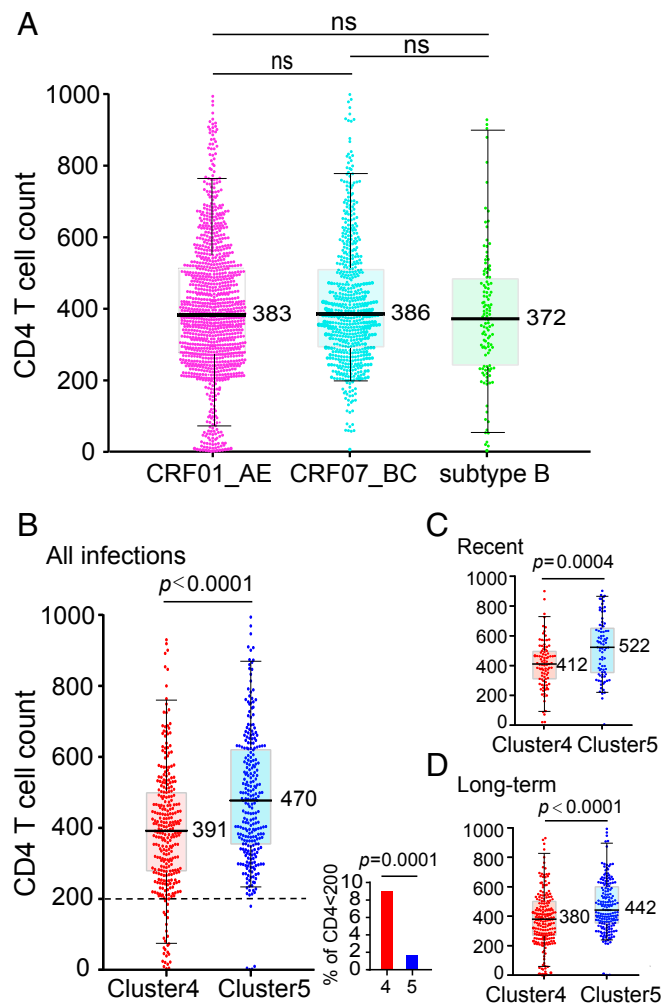 A
ns
ns
ns
1000
800
600
400
200
0
CD4 T cell count
383
386
372
CRF01_AE
CRF07_BC
subtype B
B
All infections
p<0.0001
1000
800
600
400
200
0
CD4 T cell count
391
470
Cluster4
Cluster5
p=0.0001
10
8
6
4
2
0
% of CD4<200
4
5
C
Recent
p=0.0004
1000
900
800
600
400
200
0
412
522
Cluster4
Cluster5
D
Long-term
p<0.0001
1000
800
600
400
200
0
380
442
Cluster4
Cluster5